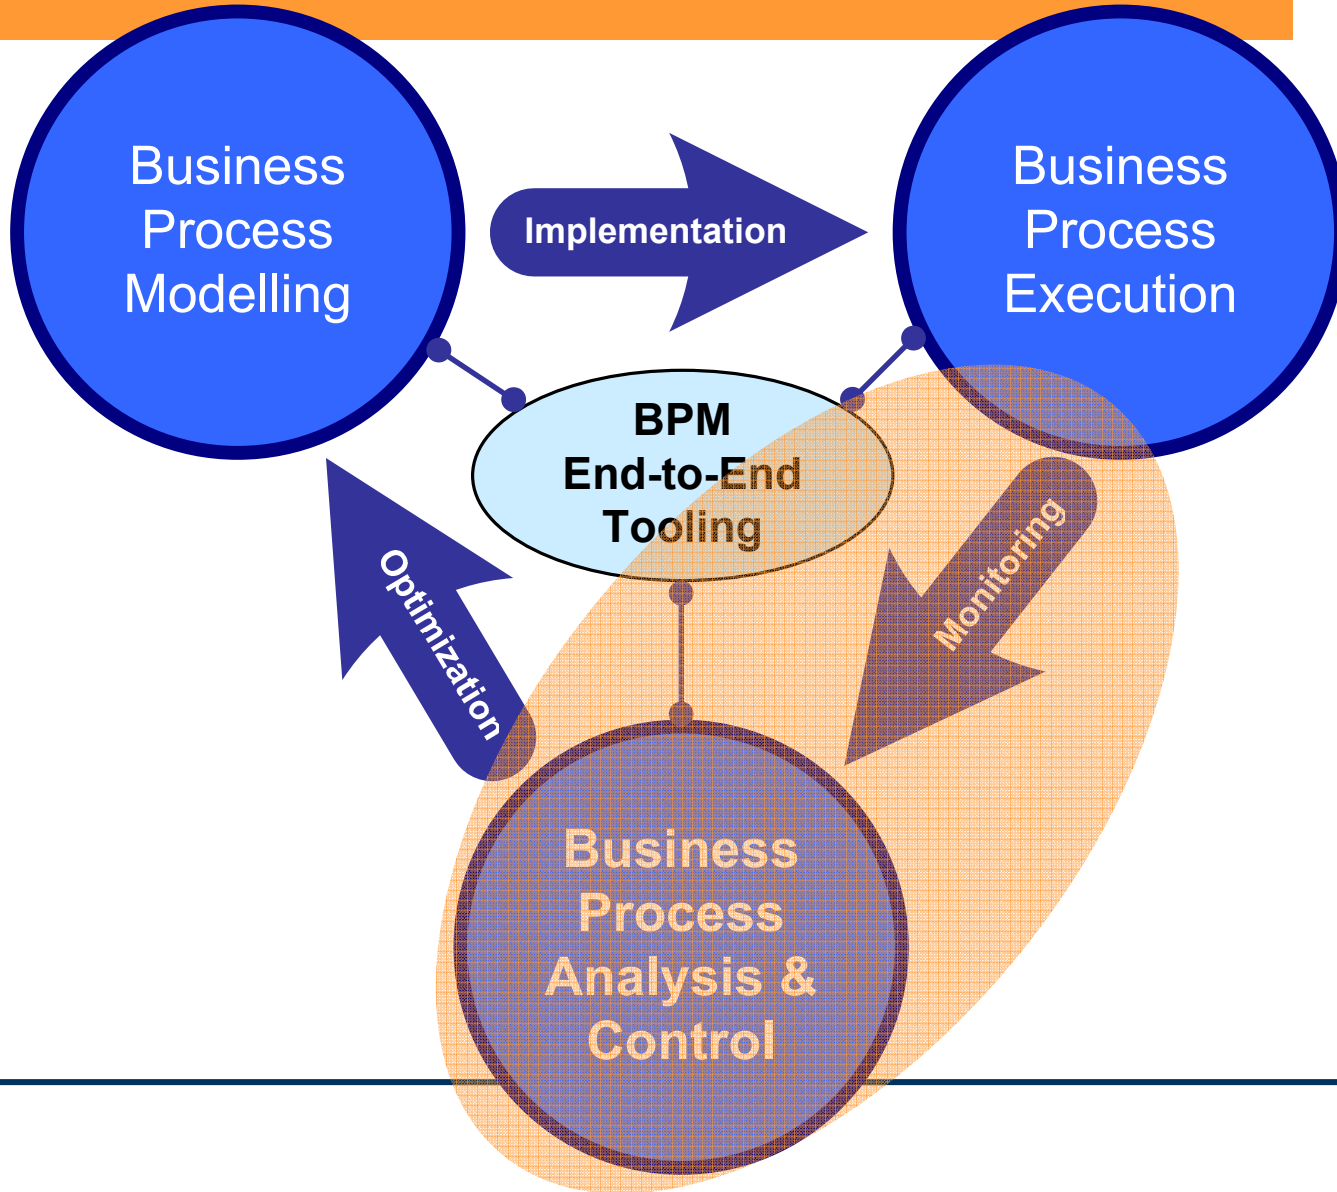 Business
Process
Modelling
Implementation
Business
Process
Execution
BPM
End-to-End
Tooling
Optimization
Monitoring
Business
Process
Analysis &
Control